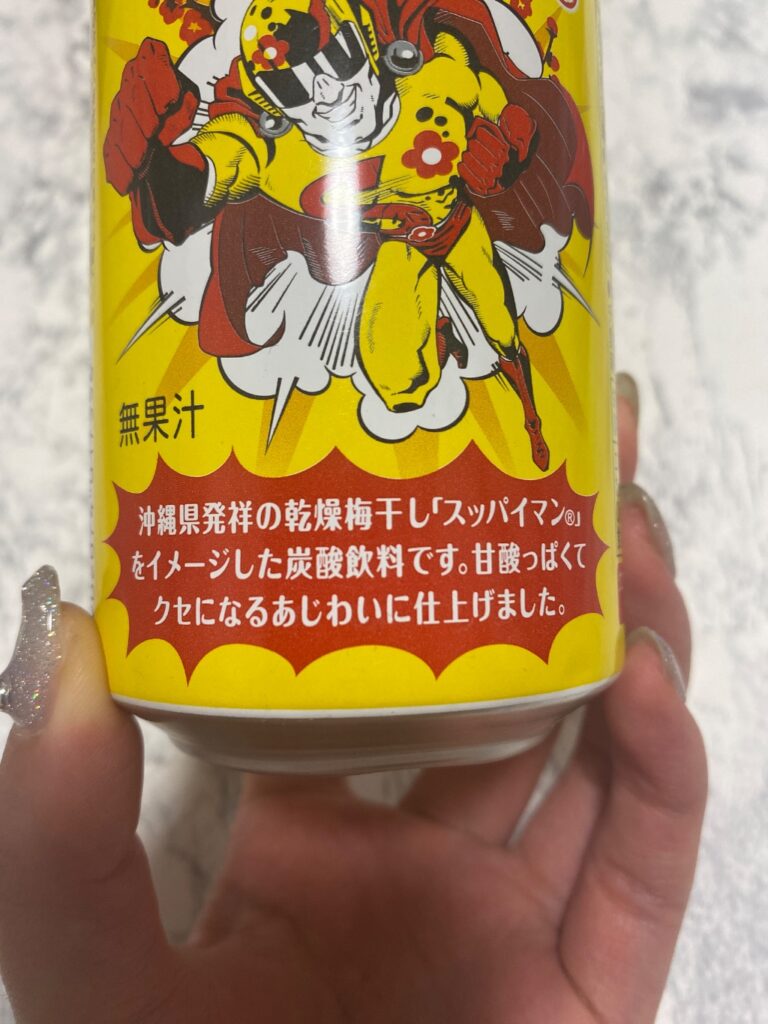 無果汁
沖縄県発祥の乾燥梅干し「スッパイマン®」
をイメージした炭酸飲料です。甘酸っぱくて
クセになるあじわいに仕上げました。